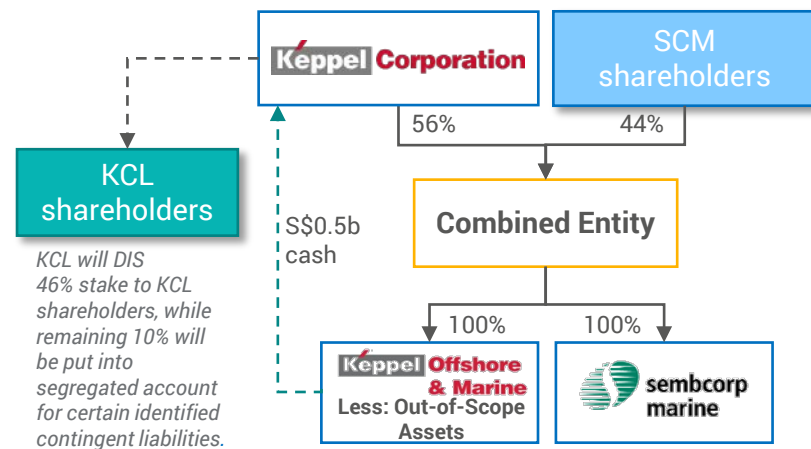 Keppel Corporation
SCM
shareholders
56%
44%
KCL
shareholders
S$0.5b
cash
Combined Entity
KCL will DIS
46% stake to KCL
shareholders, while
remaining 10% will
be put into
segregated account
for certain identified
contingent liabilities.
100%
100%
Keppel Offshore
& Marine
Less: Out-of-Scope
Assets
sembcorp
marine